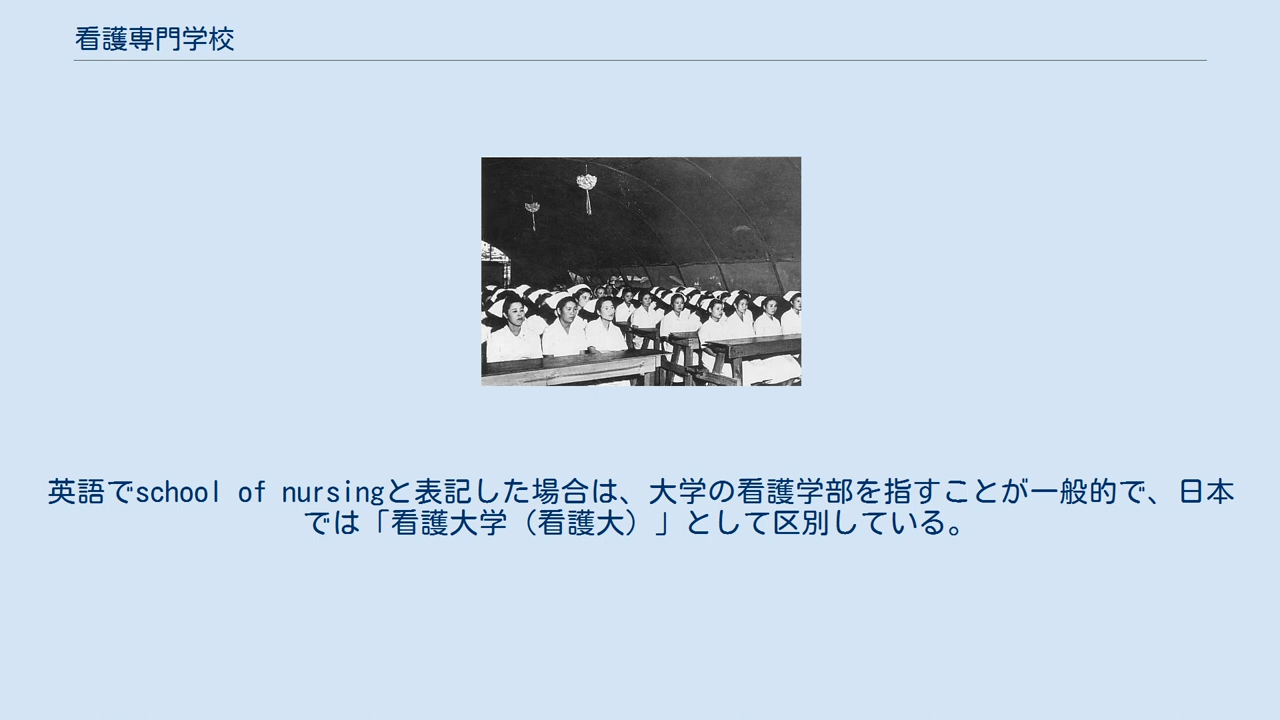 看護専門学校
英語でschool of nursingと表記した場合は、大学の看護学部を指すことが一般的で、日本
では「看護大学（看護大）」として区別している。